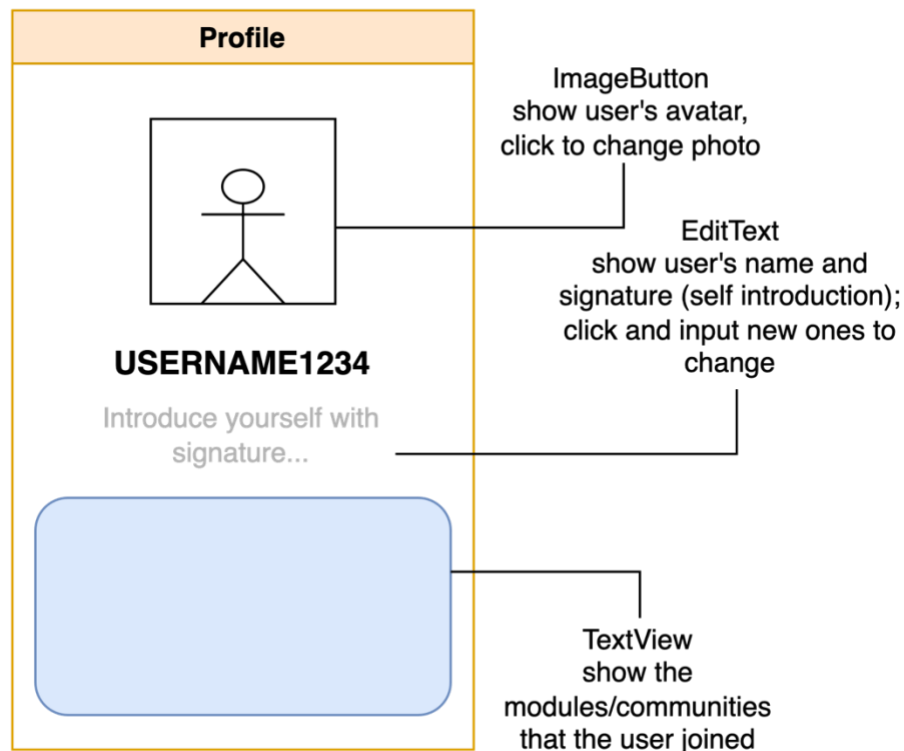 Profile
ImageButton
show user's avatar,
click to change photo
EditText
show user's name and
signature (self introduction);
click and input new ones to
change
USERNAME1234
Introduce yourself with
signature...
TextView
show the
modules/communities
that the user joined